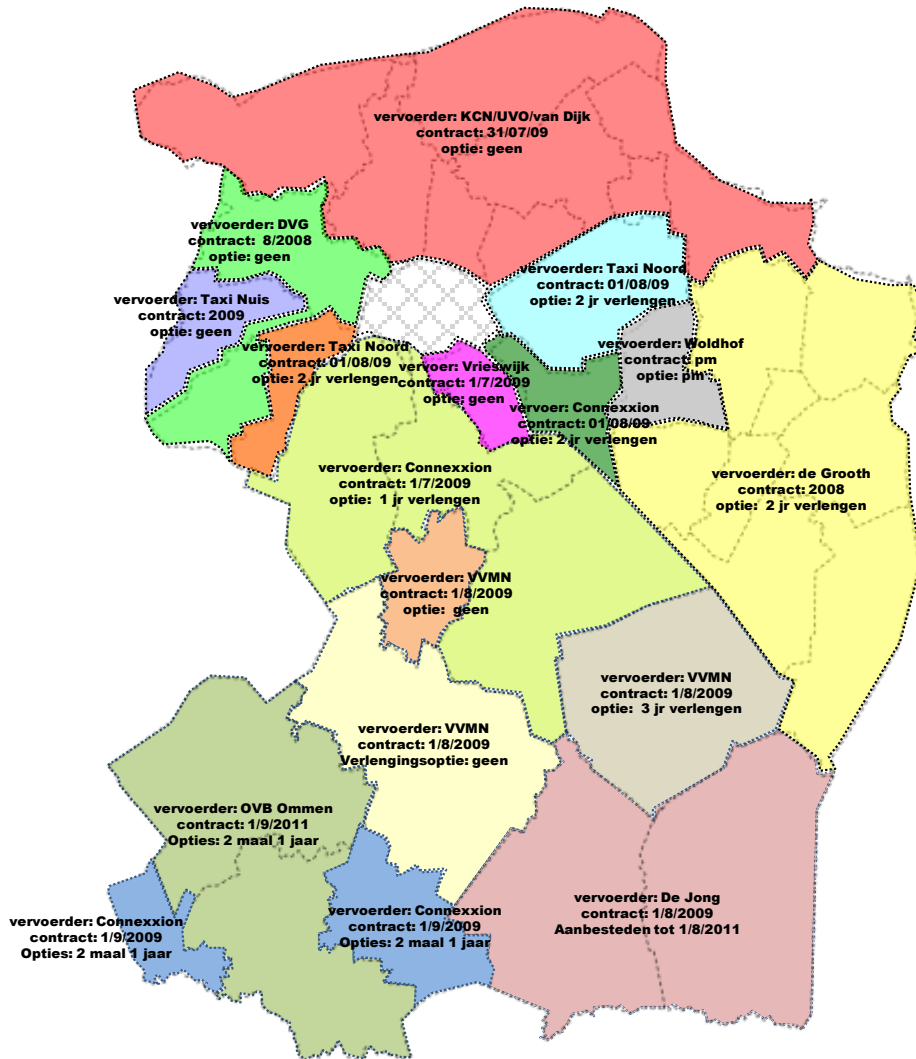 vervoerder: KCN/UVO/van Dijk
contract: 31/07/09
optie: geen
vervoerder: DVG
contract: 8/2008
optie: geen
vervoerder: Taxi Noord
contract: 01/08/09
optie: 2 jr verlengen
vervoerder: Taxi Nuis
contract: 2009
optie: geen
vervoerder: Taxi Noord
contract: 01/08/09
optie: 2 jr verlengen
vervoer: Vrieswijk
contract: 1/7/2009
optie: geen
vervoerder: Woldhof
contract: pm
optie: pm
vervoer: Connexxion
contract: 01/08/09
optie: 2 jr verlengen
vervoerder: Connexxion
contract: 1/7/2009
optie: 1 jr verlengen
vervoerder: de Grooth
contract: 2008
optie: 2 jr verlengen
vervoerder: VVMN
contract: 1/8/2009
optie: geen
vervoerder: VVMN
contract: 1/8/2009
optie: 3 jr verlengen
vervoerder: VVMN
contract: 1/8/2009
Verlengingsoptie: geen
vervoerder: OVB Ommen
contract: 1/9/2011
Opties: 2 maal 1 jaar
vervoerder: Connexxion
contract: 1/9/2009
Opties: 2 maal 1 jaar
vervoerder: Connexxion
contract: 1/9/2009
Opties: 2 maal 1 jaar
vervoerder: De Jong
contract: 1/8/2009
Aanbesteden tot 1/8/2011